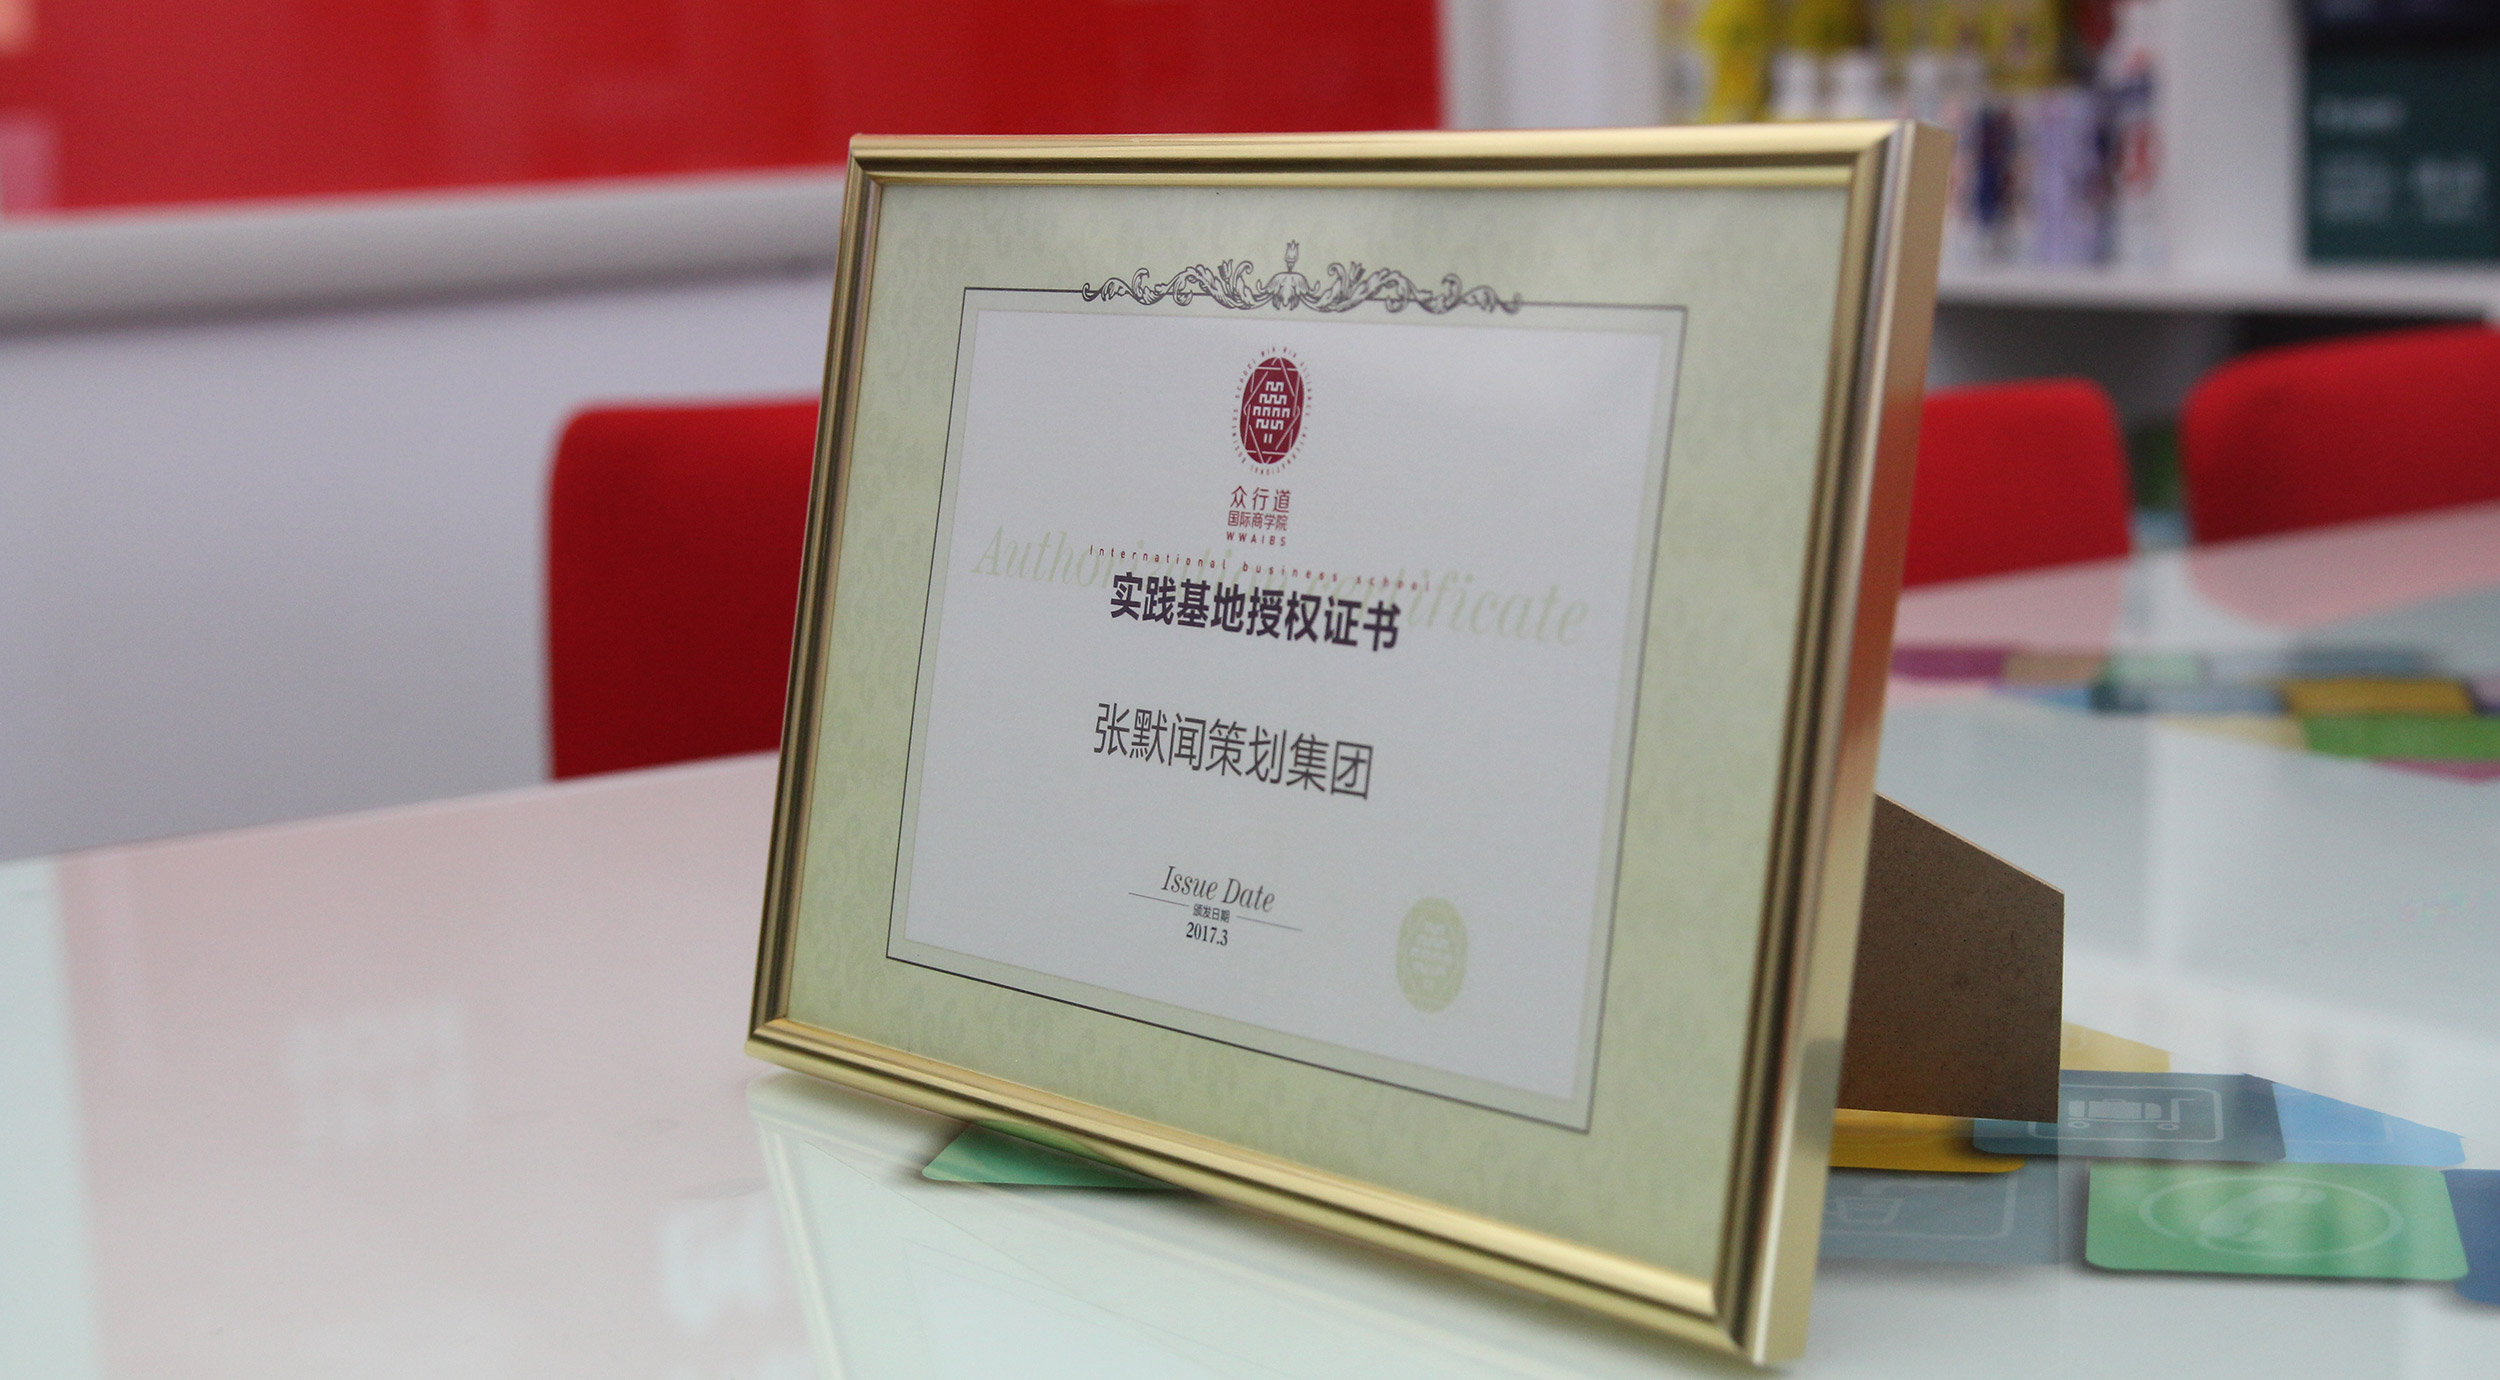 众行道
国际商学院
WWAIBS
Authorization certificate
International business school
实践基地授权证书
张默闻策划集团
Issue Date
颁发日期
2017.3